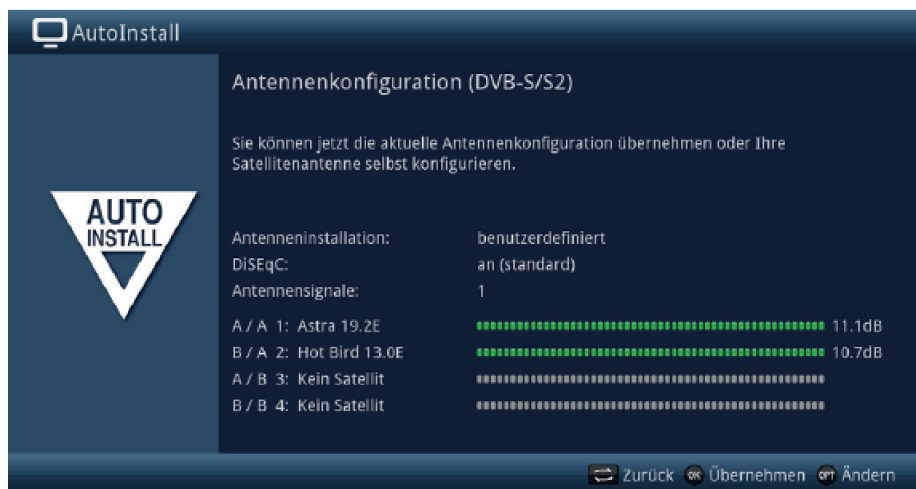 AutoInstall
Antennenkonfiguration (DVB-S/S2)
Sie können jetzt die aktuelle Antennenkonfiguration übernehmen oder Ihre
Satellitenantenne selbst konfigurieren.
AUTO
INSTALL
Antenneninstallation: benutzerdefiniert
DiSEqC: an (standard)
Antennensignale: 1
A / A 1: Astra 19.2E 11.1dB
B / A 2: Hot Bird 13.0E 10.7dB
A / B 3: Kein Satellit
B / B 4: Kein Satellit
Zurück OK Übernehmen OPT Ändern